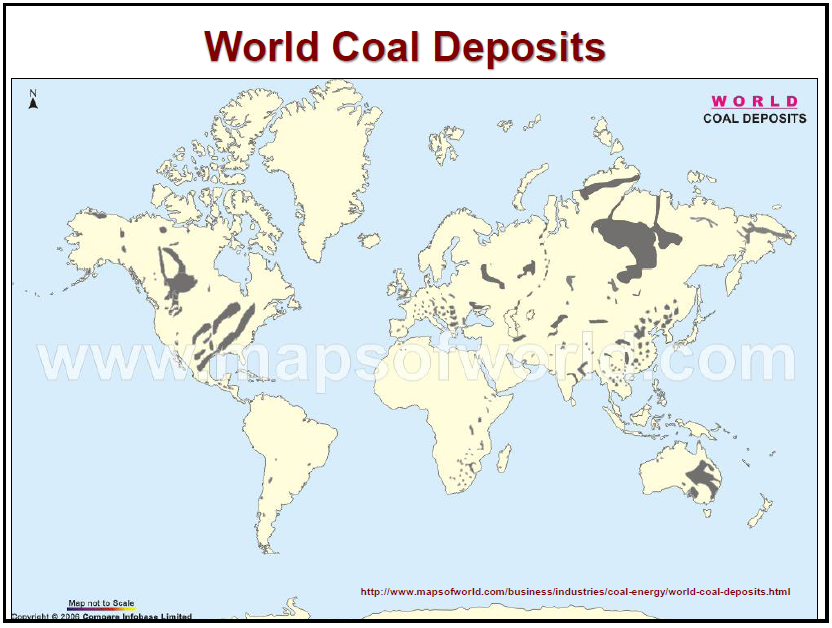 World Coal Deposits
N
WORLD
COAL DEPOSITS
www.mapsofworld.com
http://www.mapsofworld.com/business/industries/coal-energy/world-coal-deposits.html
Map not to Scale
Copyright © 2006 Compare Infobase Limited